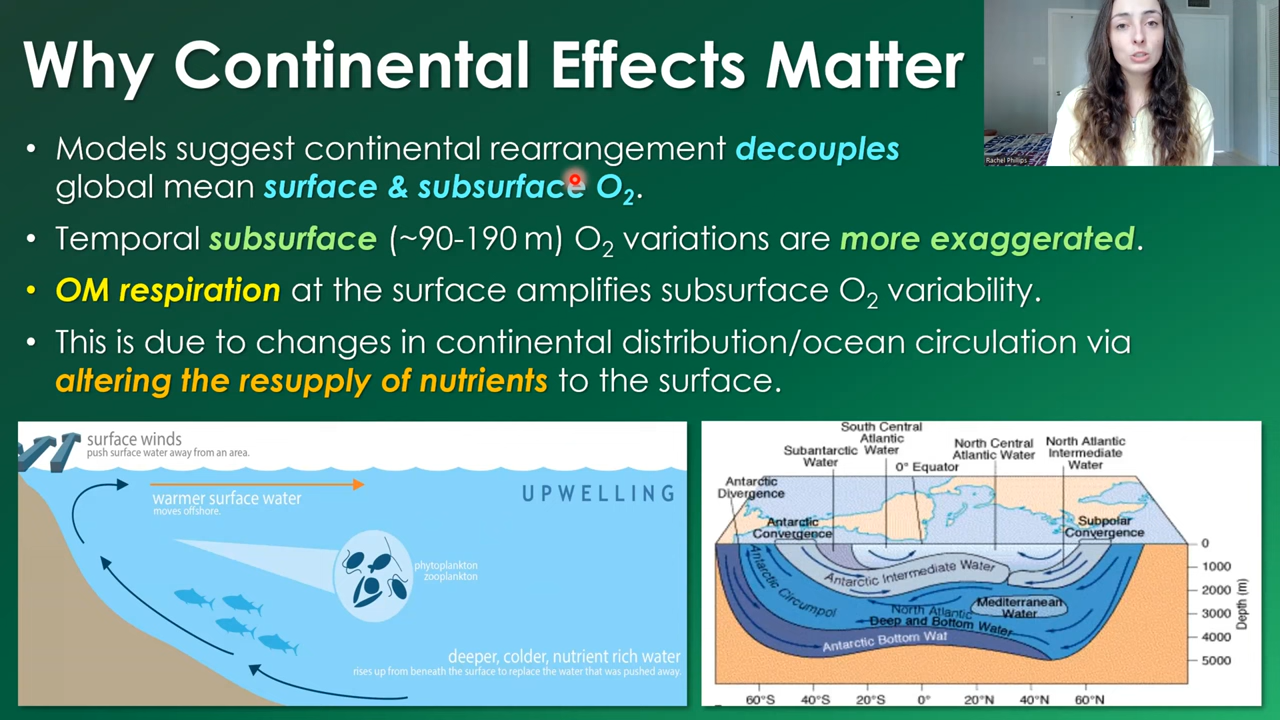 Why Continental Effects Matter
Rachel Phillips
• Models suggest continental rearrangement decouples
global mean surface & subsurface O₂.
• Temporal subsurface (~90-190 m) O₂ variations are more exaggerated.
• OM respiration at the surface amplifies subsurface O₂ variability.
• This is due to changes in continental distribution/ocean circulation via
altering the resupply of nutrients to the surface.
surface winds
push surface water away from an area.
warmer surface water
moves offshore.
UPWELLING
phytoplankton
zooplankton
deeper, colder, nutrient rich water
rises up from beneath the surface to replace the water that was pushed away.
South Central
Atlantic
Water
Subantarctic
Water
North Central
Atlantic Water
North Atlantic
Intermediate
Water
0° Equator
Antarctic
Divergence
Antarctic
Convergence
Subpolar
Convergence
Antarctic Intermediate Water
Antarctic Circumpol
North Atlantic
Deep and Bottom Water
Mediterranean
Water
Antarctic Bottom Wat
0
1000
2000
3000
4000
5000
Depth (m)
60°S 40°S 20°S 0° 20°N 40°N 60°N